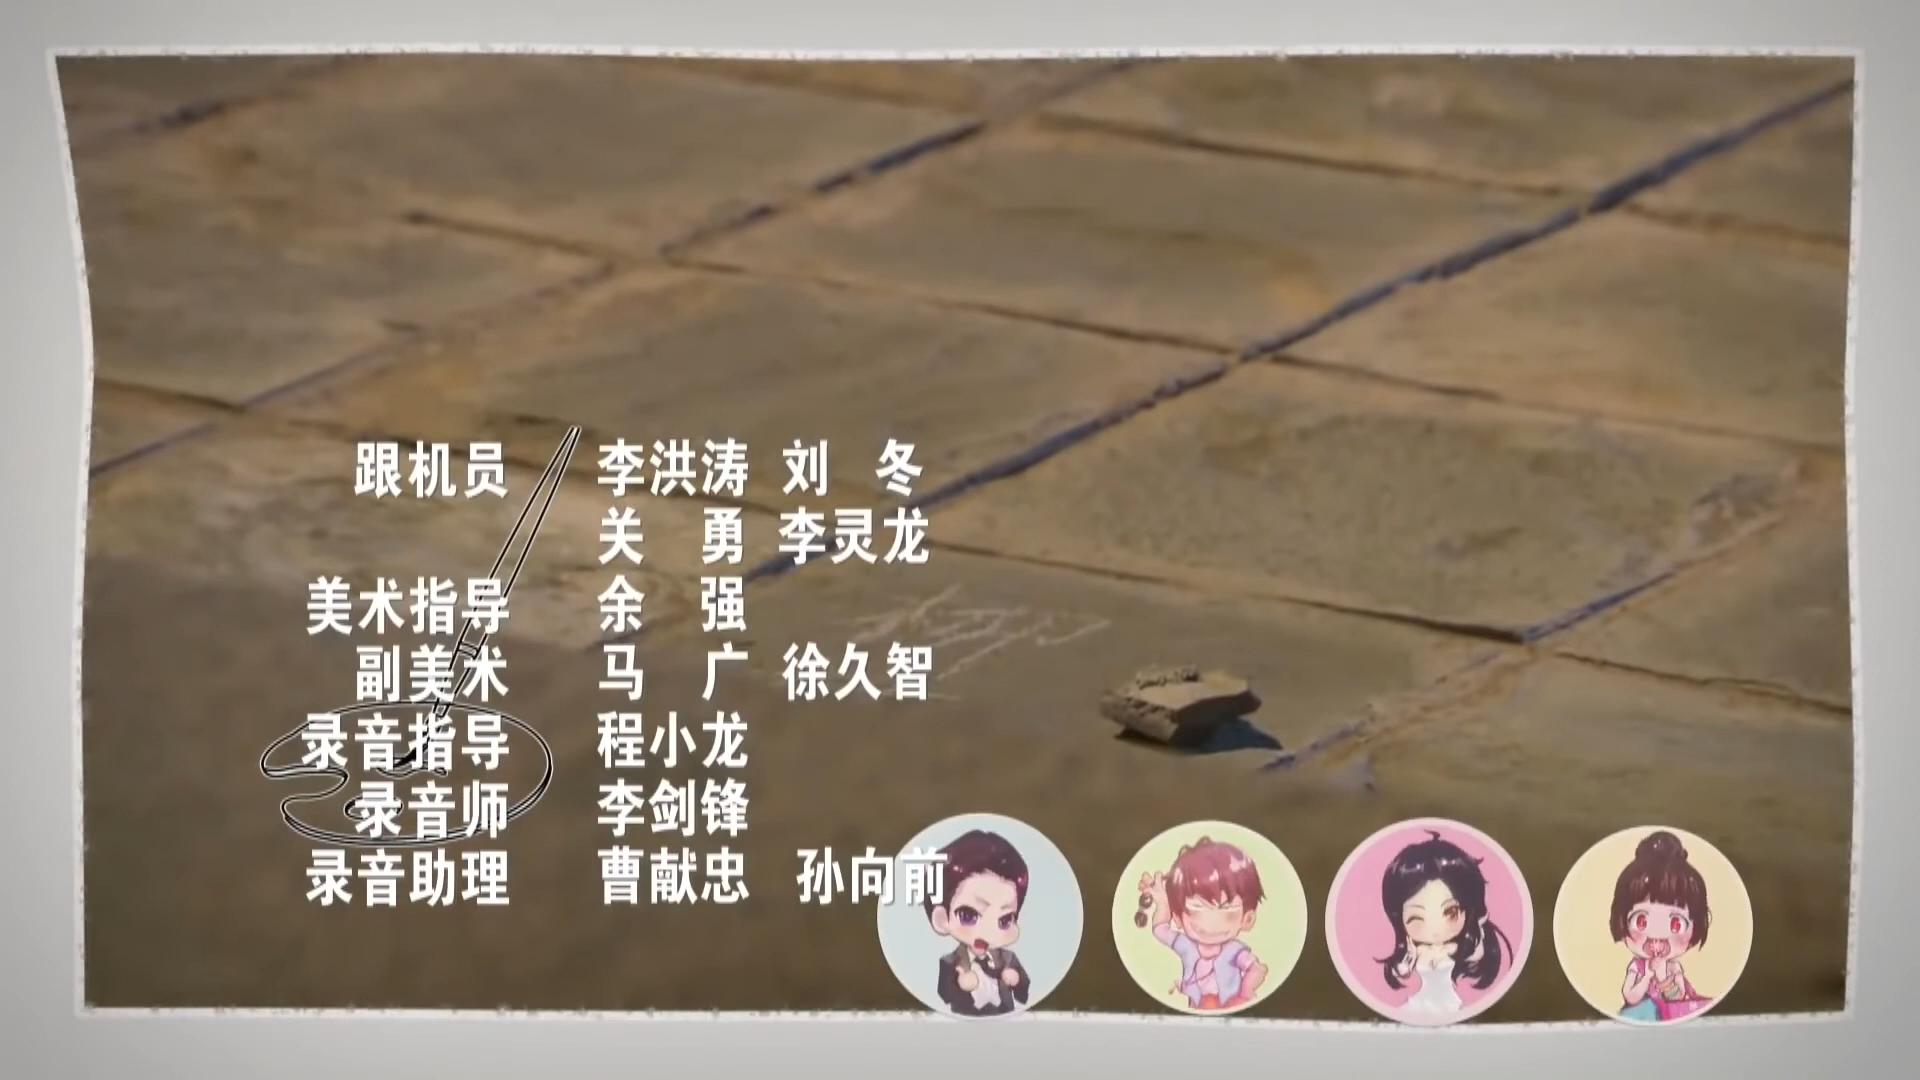 跟机员 李洪涛 刘 冬
关 勇 李灵龙
美术指导 余 强
副美术 马 广 徐久智
录音指导 程小龙
录音师 李剑锋
录音助理 曹献忠 孙向前